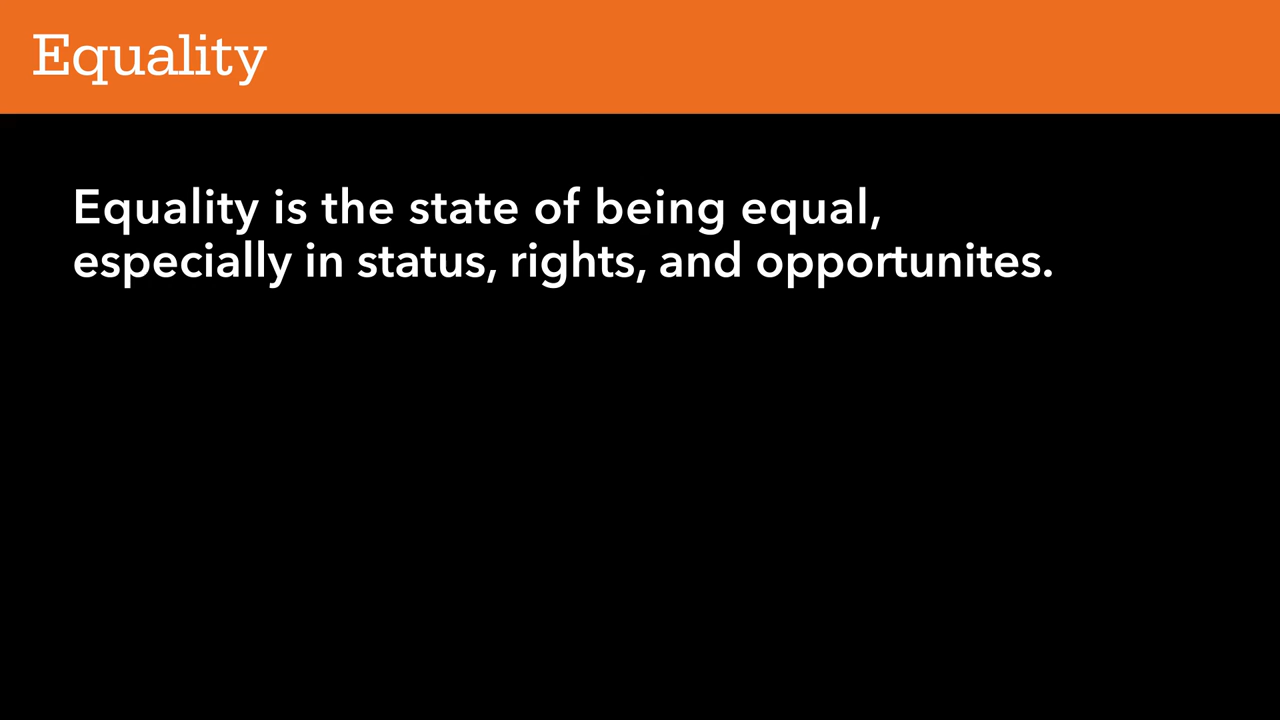 Equality
Equality is the state of being equal,
especially in status, rights, and opportunites.